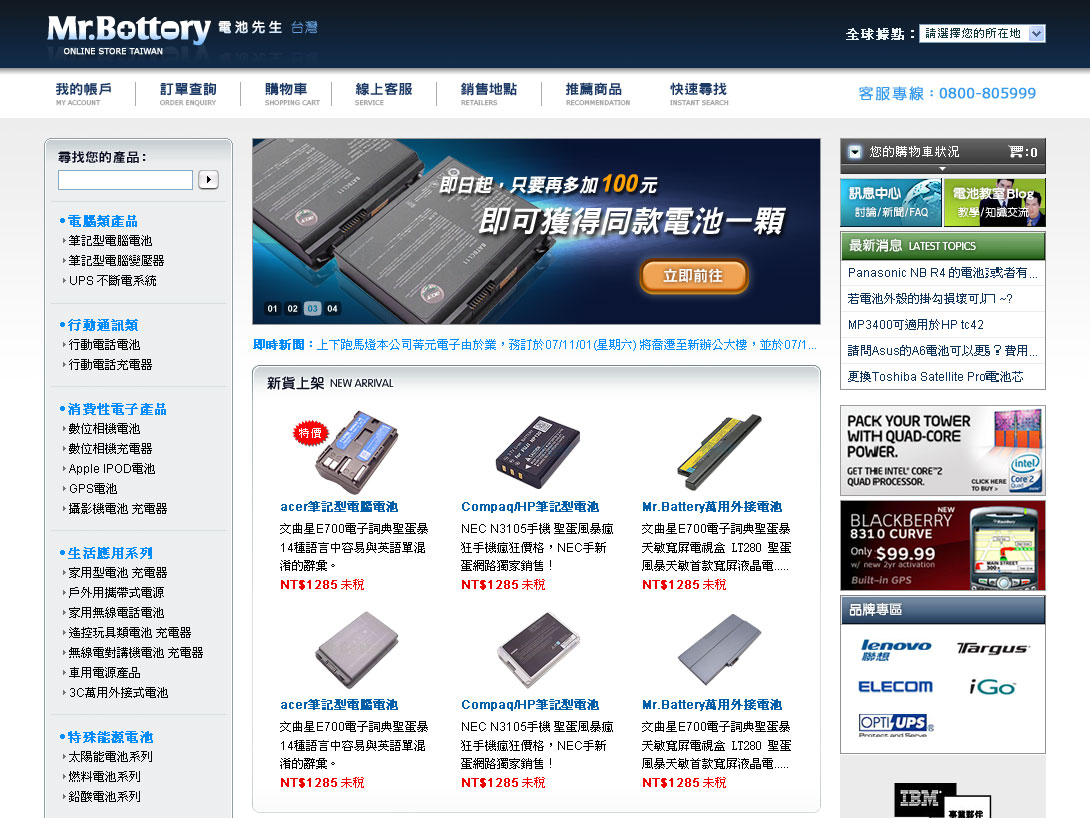 Mr.Bottery 電池先生 台灣
ONLINE STORE TAIWAN
全球據點：請選擇您的所在地
我的帳戶 訂單查詢 購物車 線上客服 銷售地點 推薦商品 快速尋找
MY ACCOUNT ORDER ENQUIRY SHOPPING CART SERVICE RETAILERS RECOMMENDATION INSTANT SEARCH
客服專線：0800-805999
尋找您的產品：
•電腦類產品
筆記型電腦電池
筆記型電腦變壓器
UPS 不斷電系統
•行動通訊類
行動電話電池
行動電話充電器
•消費性電子產品
數位相機電池
數位相機充電器
Apple IPOD電池
GPS電池
攝影機電池 充電器
•生活應用系列
家用型電池 充電器
戶外用攜帶式電源
家用無線電話電池
遙控玩具類電池 充電器
無線電對講機電池 充電器
車用電源產品
3C萬用外接式電池
•特殊能源電池
太陽能電池系列
燃料電池系列
鉛酸電池系列
即日起，只要再多加100元
即可獲得同款電池一顆
立即前往
01 02 03 04
即時新聞：上下跑馬燈本公司菁元電子由於業，務訂於07/11/01(星期六) 將喬遷至新辦公大樓，並於07/1...
新貨上架 NEW ARRIVAL
特價
acer筆記型電腦電池
文曲星E700電子詞典聖蛋暴
14種語言中容易與英語單混
淆的辭彙。
NT$1285 未稅
Compaq/HP筆記型電池
NEC N3105手機 聖蛋風暴瘋
狂手機瘋狂價格，NEC手新
蛋網路獨家銷售！
NT$1285 未稅
Mr.Battery萬用外接電池
文曲星E700電子詞典聖蛋暴
天敏寬屏電視盒 LT280 聖蛋
風暴天敏首款寬屏液晶電.....
NT$1285 未稅
acer筆記型電腦電池
文曲星E700電子詞典聖蛋暴
14種語言中容易與英語單混
淆的辭彙。
NT$1285 未稅
Compaq/HP筆記型電池
NEC N3105手機 聖蛋風暴瘋
狂手機瘋狂價格，NEC手新
蛋網路獨家銷售！
NT$1285 未稅
Mr.Battery萬用外接電池
文曲星E700電子詞典聖蛋暴
天敏寬屏電視盒 LT280 聖蛋
風暴天敏首款寬屏液晶電.....
NT$1285 未稅
您的購物車狀況 :0
訊息中心
討論/新聞/FAQ
電池教室Blog
教學/知識交流
最新消息 LATEST TOPICS
Panasonic NB R4 的電池或者有...
若電池外殼的掛勾損壞可以 ~?
MP3400可適用於HP tc42
請問Asus的A6電池可以更？費用...
更換Toshiba Satellite Pro電池芯
PACK YOUR TOWER
WITH QUAD-CORE
POWER.
GET THE INTEL® CORE™2
QUAD PROCESSOR.
CLICK HERE
TO BUY >
intel
Core 2
Quad
BLACKBERRY NEW
8310 CURVE
Only $99.99
w/ new 2yr activation
Built-in GPS
MAIN STREET
品牌專區
lenovo
聯想
Targus
ELECOM
iGo
OPTI-UPS
Protect and Serve
IBM
事業夥伴